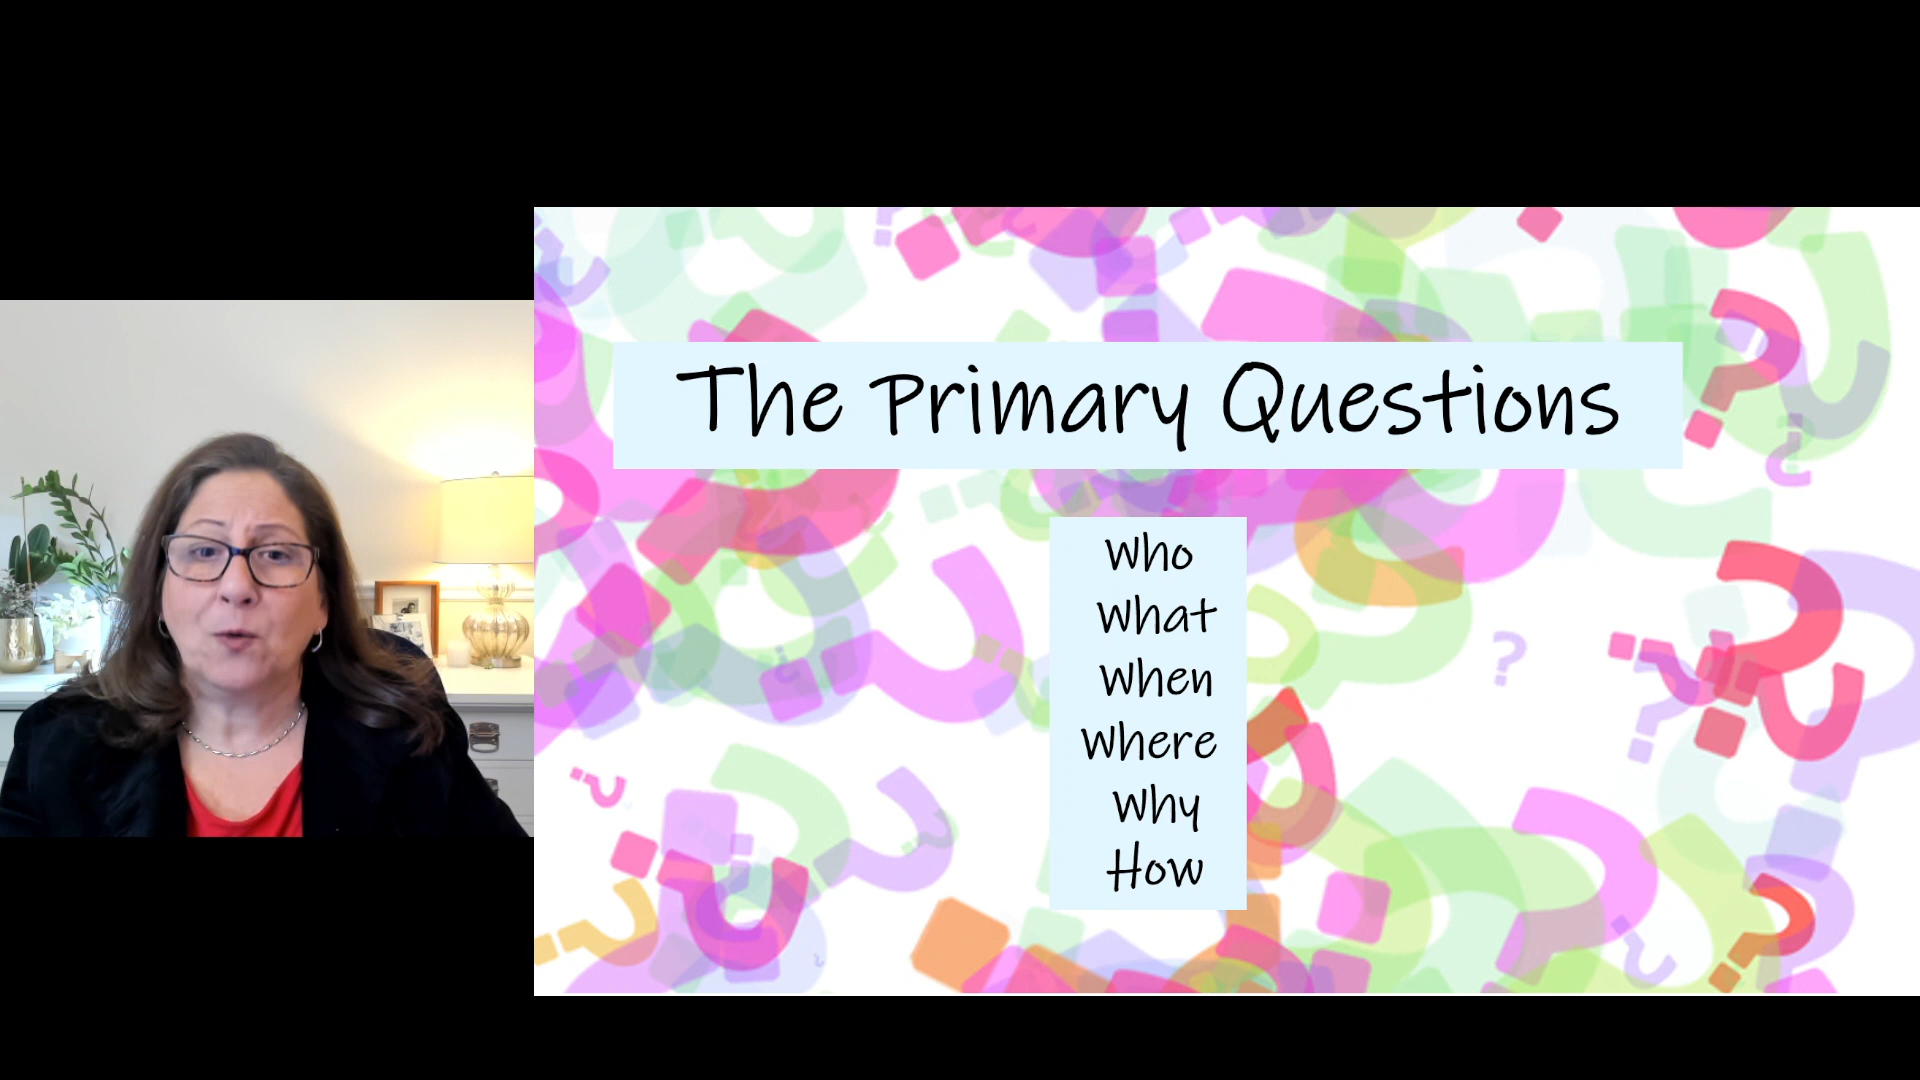 The Primary Questions
Who
What
When
Where
Why
How